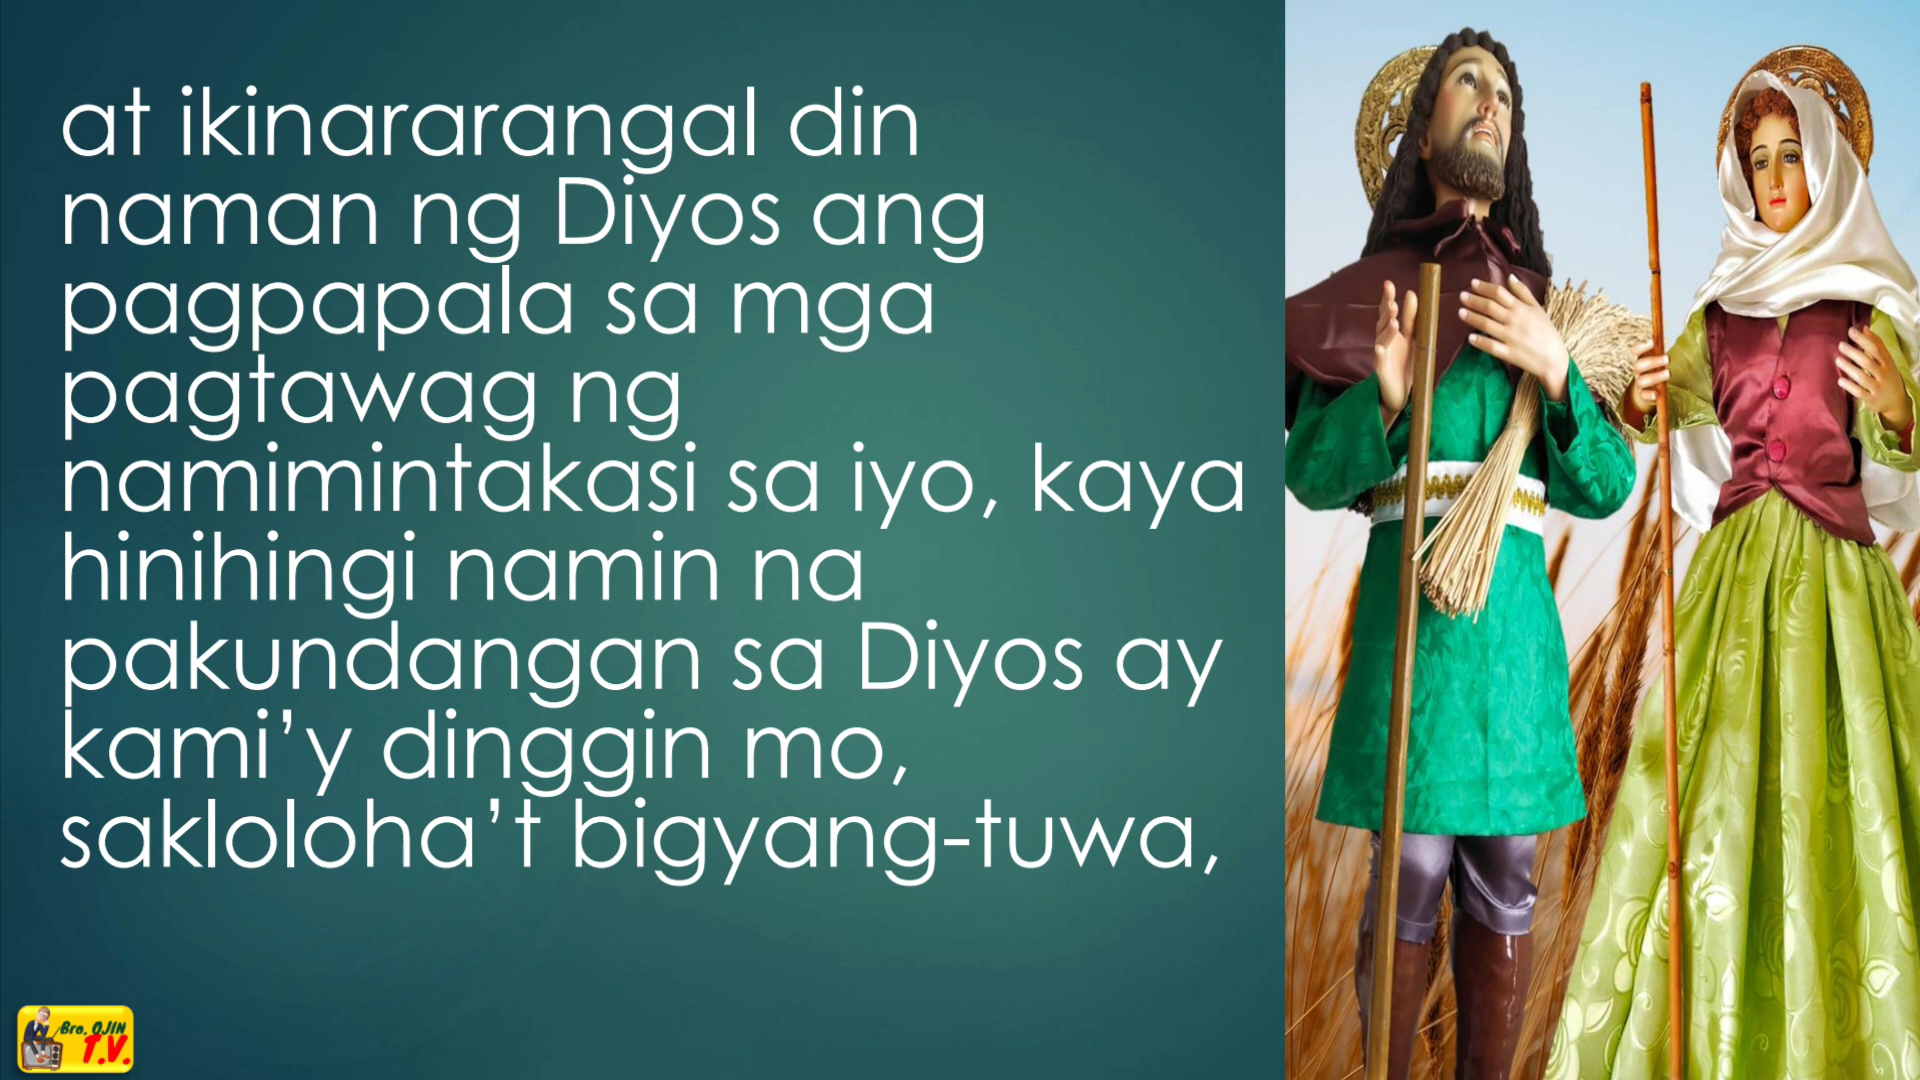 at ikinararangal din
naman ng Diyos ang
pagpapala sa mga
pagtawag ng
namimintakasi sa iyo, kaya
hinihingi namin na
pakundangan sa Diyos ay
kami’y dinggin mo,
sakloloha’t bigyang-tuwa,
Bro. OJIN
T.V.